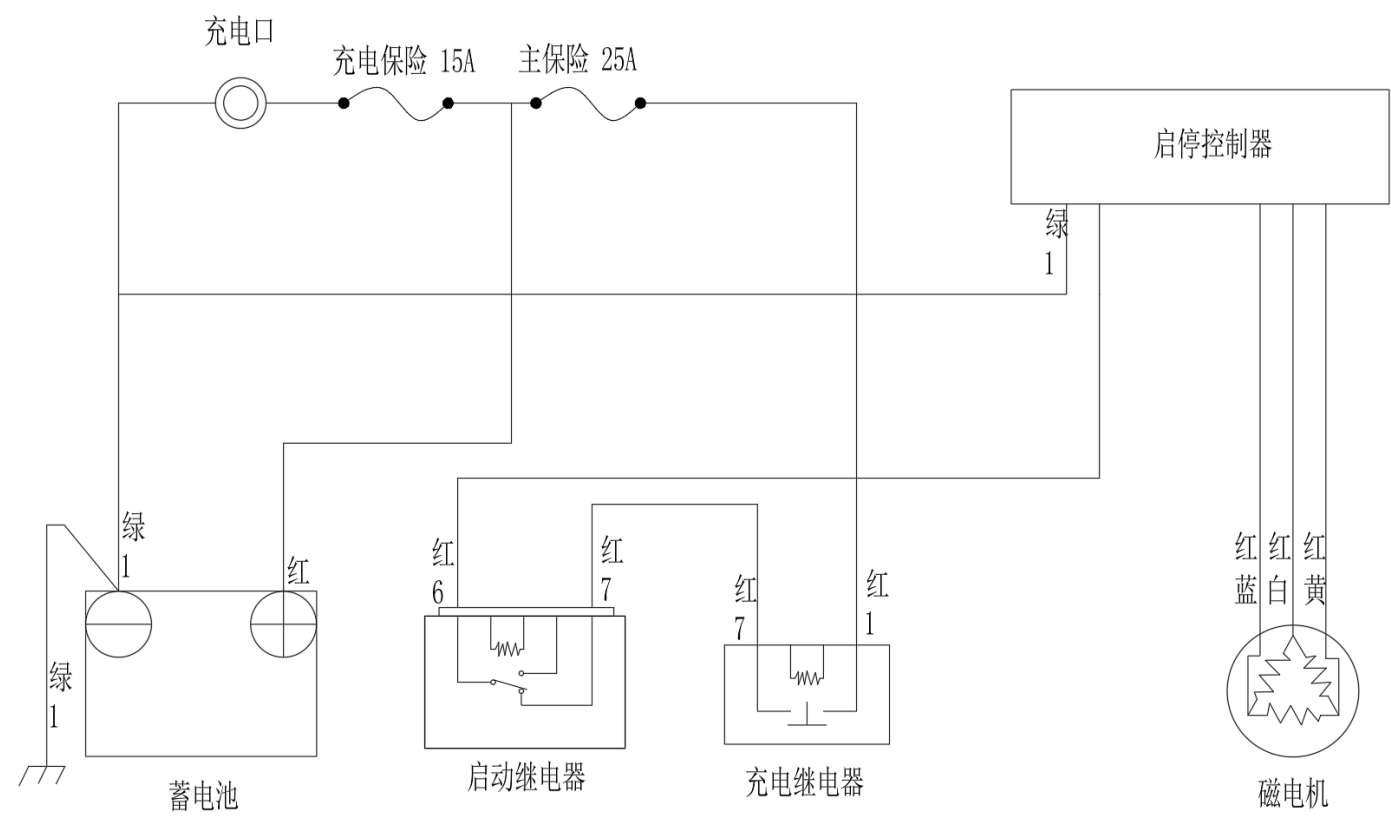 充电口
充电保险 15A
主保险 25A
启停控制器
绿
1
绿
1
红
红
6
红
7
红
7
红
1
红
蓝
红
白
红
黄
绿
1
蓄电池
启动继电器
充电继电器
磁电机